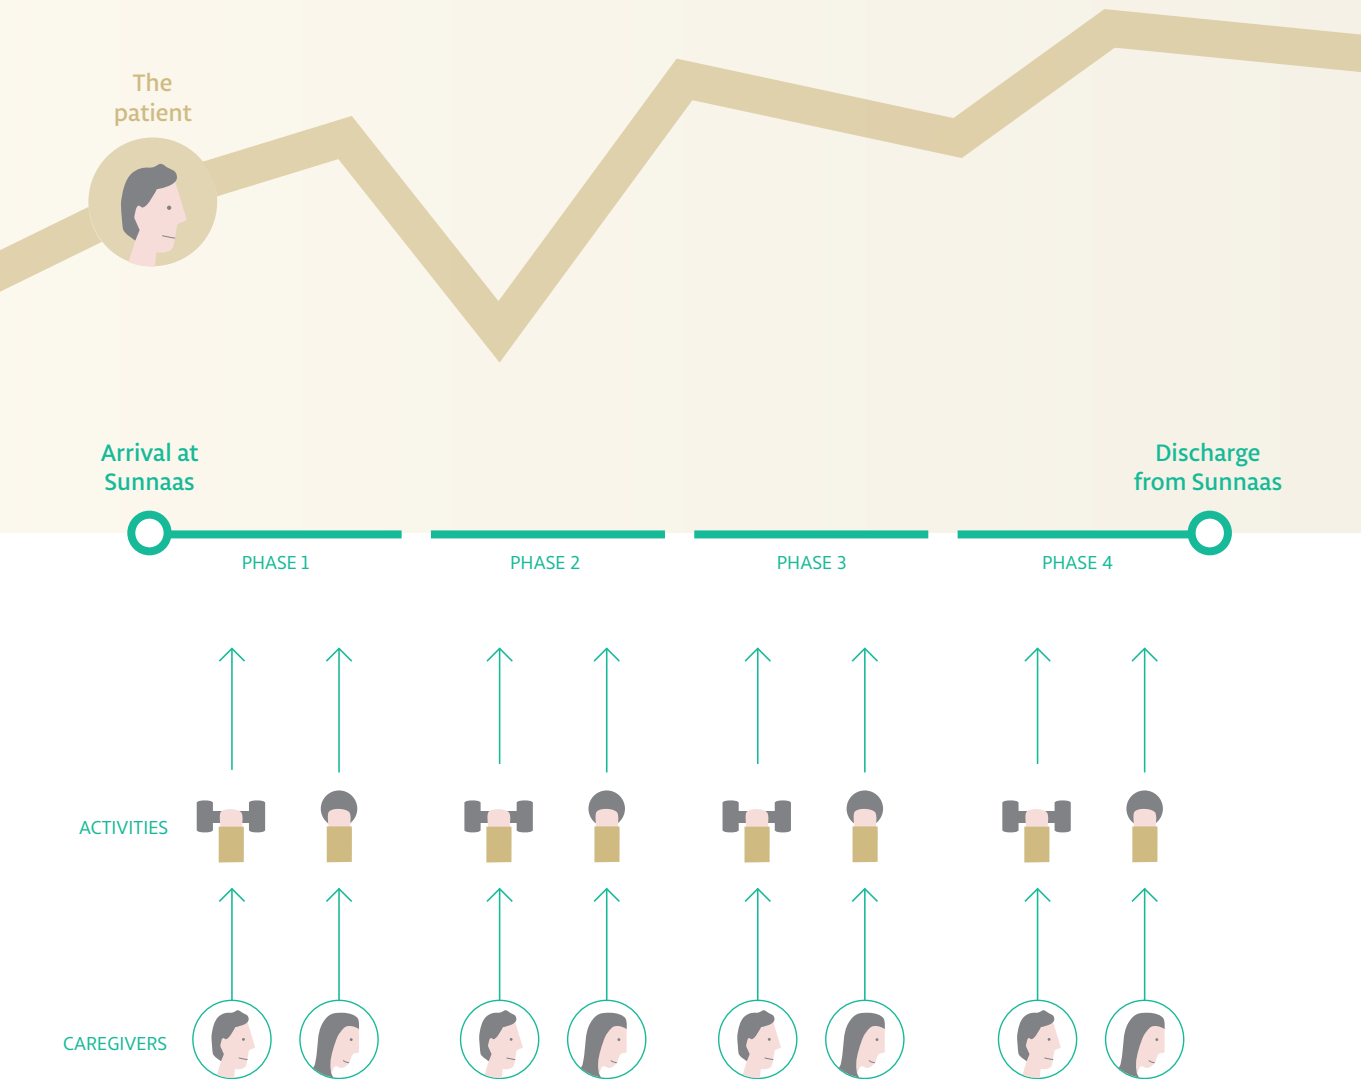 The
patient
Arrival at
Sunnaas
Discharge
from Sunnaas
PHASE 1
PHASE 2
PHASE 3
PHASE 4
ACTIVITIES
CAREGIVERS